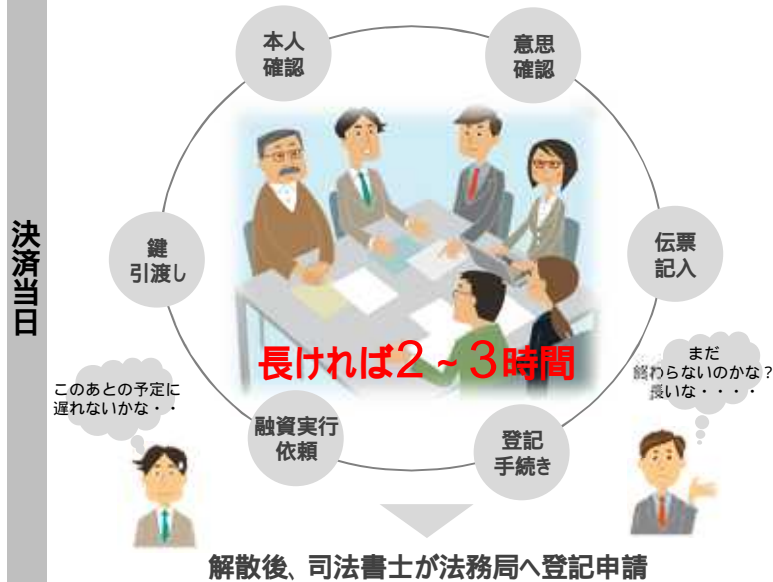 決済当日
本人
確認
意思
確認
鍵
引渡し
伝票
記入
長ければ2~3時間
このあとの予定に
遅れないかな・・
まだ
終わらないのかな?
長いな・・・・
融資実行
依頼
登記
手続き
解散後、司法書士が法務局へ登記申請